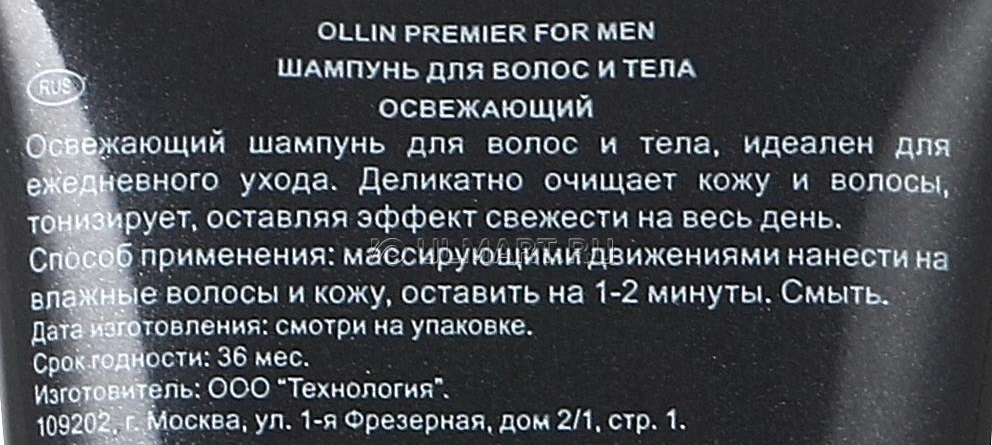 OLLIN PREMIER FOR MEN
ШАМПУНЬ ДЛЯ ВОЛОС И ТЕЛА
RUS
ОСВЕЖАЮЩИЙ
Освежающий шампунь для волос и тела, идеален для
ежедневного ухода. Деликатно очищает кожу и волосы,
тонизирует, оставляя эффект свежести на весь день.
© ULMART.RU
Способ применения: массирующими движениями нанести на
влажные волосы и кожу, оставить на 1-2 минуты. Смыть.
Дата изготовления: смотри на упаковке.
Срок годности: 36 мес.
Изготовитель: ООО "Технология".
109202, г. Москва, ул. 1-я Фрезерная, дом 2/1, стр. 1.